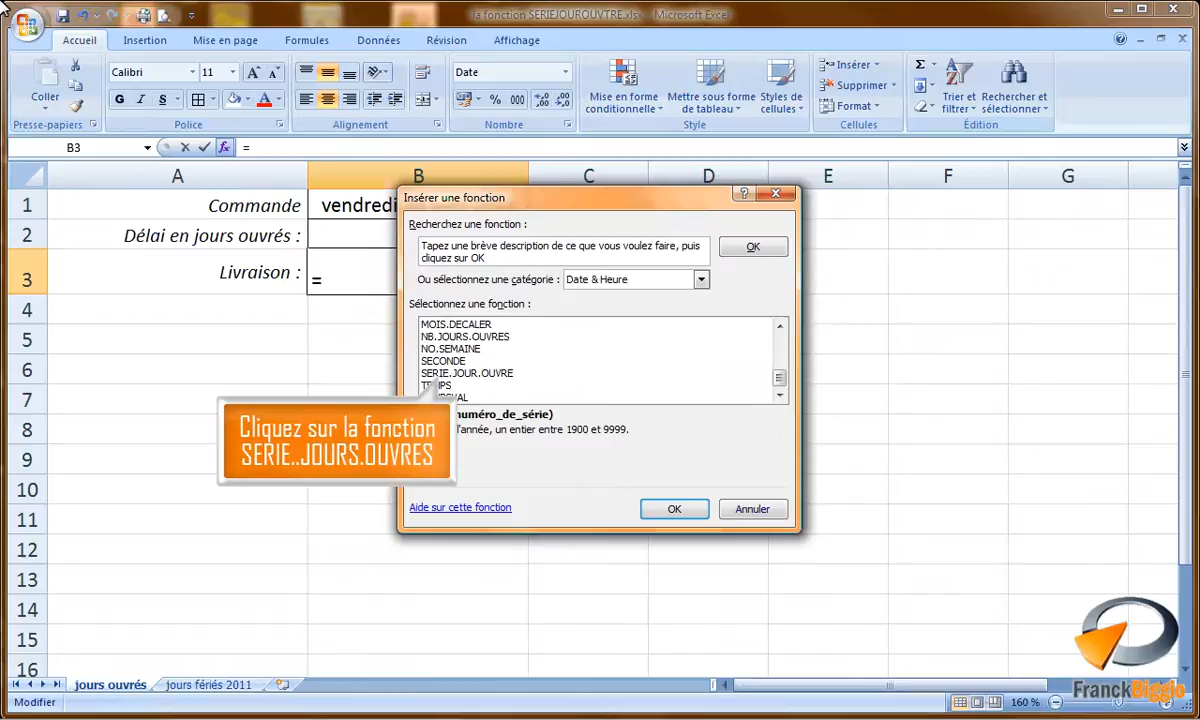 la fonction SERIEJOUROUVTRE.xlsx - Microsoft Excel
Accueil
Insertion
Mise en page
Formules
Données
Révision
Affichage
Coller
Calibri
11
G I S
Date
% 000
Mise en forme conditionnelle
Mettre sous forme de tableau
Styles de cellules
Insérer
Supprimer
Format
Σ
Trier et filtrer
Rechercher et sélectionner
Presse-papiers
Police
Alignement
Nombre
Style
Cellules
Édition
B3
fx
=
A B C D E F G
1 Commande vendredi
2 Délai en jours ouvrés :
3 Livraison : =
4
5
6
7
8
9
10
11
12
13
14
15
16
Insérer une fonction
Recherchez une fonction :
Tapez une brève description de ce que vous voulez faire, puis
cliquez sur OK
OK
Ou sélectionnez une catégorie : Date & Heure
Sélectionnez une fonction :
MOIS.DECALER
NB.JOURS.OUVRES
NO.SEMAINE
SECONDE
SERIE.JOUR.OUVRE
numéro_de_série)
l'année, un entier entre 1900 et 9999.
Cliquez sur la fonction
SERIE..JOURS.OUVRES
Aide sur cette fonction
OK
Annuler
FranckBigglo
jours ouvrés
jours fériés 2011
Modifier
160 %